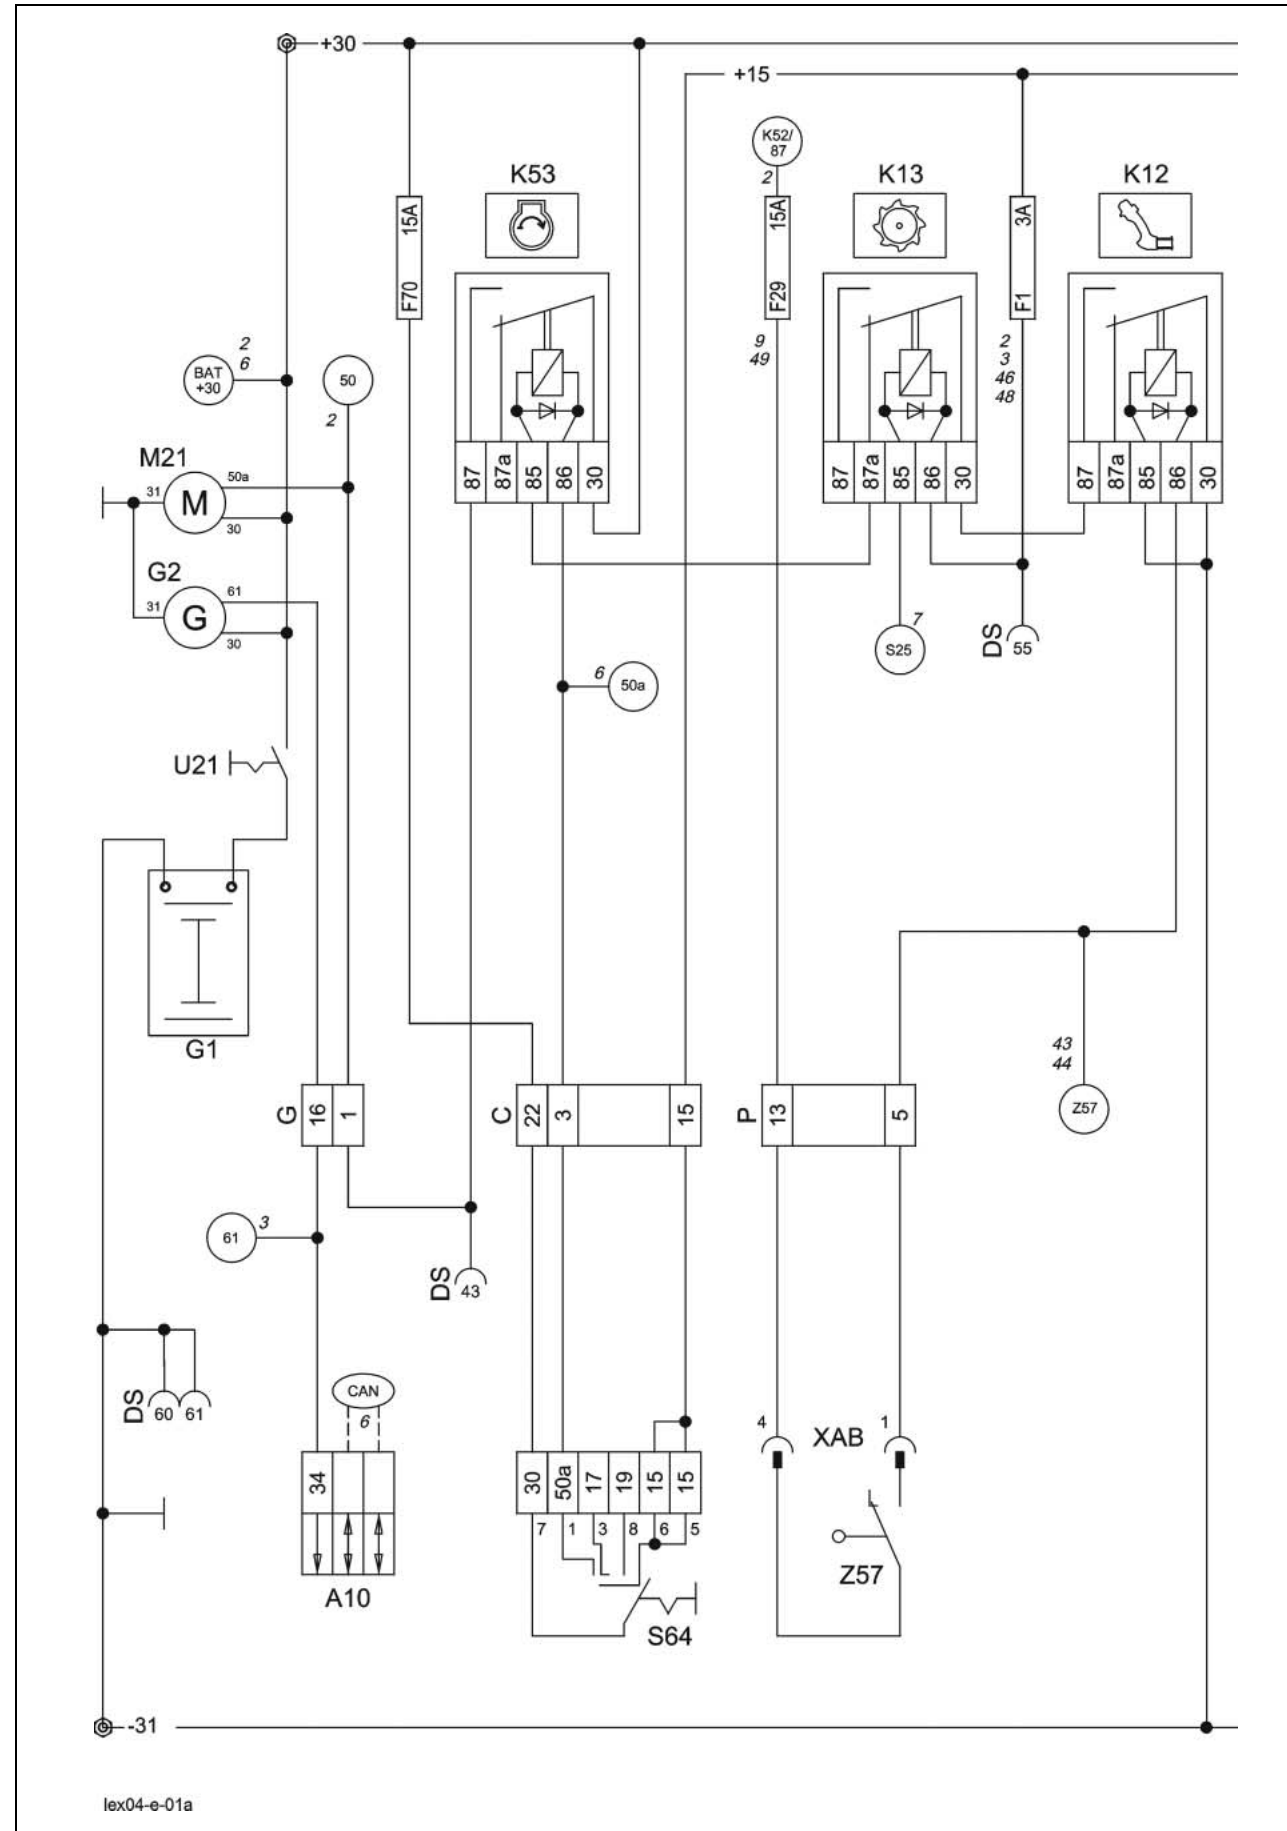 +30
+15
K52/
87
2
K53
K13
K12
15A
F70
15A
F29
3A
F1
9
49
2
3
46
48
2
6
BAT
+30
50
2
87
87a
85
86
30
87
87a
85
86
30
87
87a
85
86
30
M21
50a
31
M
30
G2
61
31
G
30
7
S25
DS
55
6
50a
U21
G1
43
44
Z57
G
16
1
C
22
3
15
P
13
5
61
3
DS
43
DS
60
61
CAN
6
34
A10
30
50a
17
19
15
15
7
1
3
8
6
5
S64
4
XAB
1
Z57
-31
lex04-e-01a